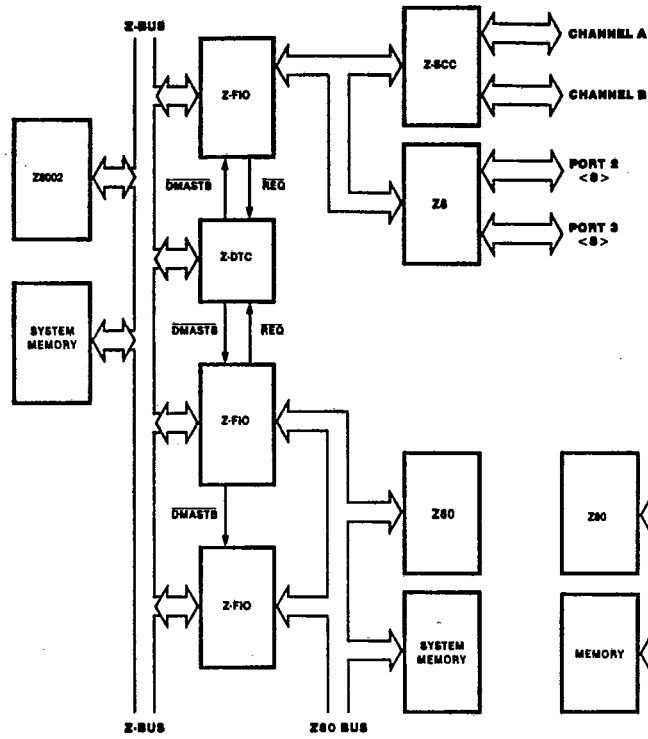 Z-BUS
Z-FIO
Z-SCC
CHANNEL A
CHANNEL B
Z8002
DMASTB
REQ
Z8
PORT 2
<8>
PORT 3
<8>
Z-DTC
SYSTEM
MEMORY
DMASTB
REQ
Z-FIO
DMASTB
Z80
Z80
Z-FIO
SYSTEM
MEMORY
MEMORY
Z-BUS
Z80 BUS